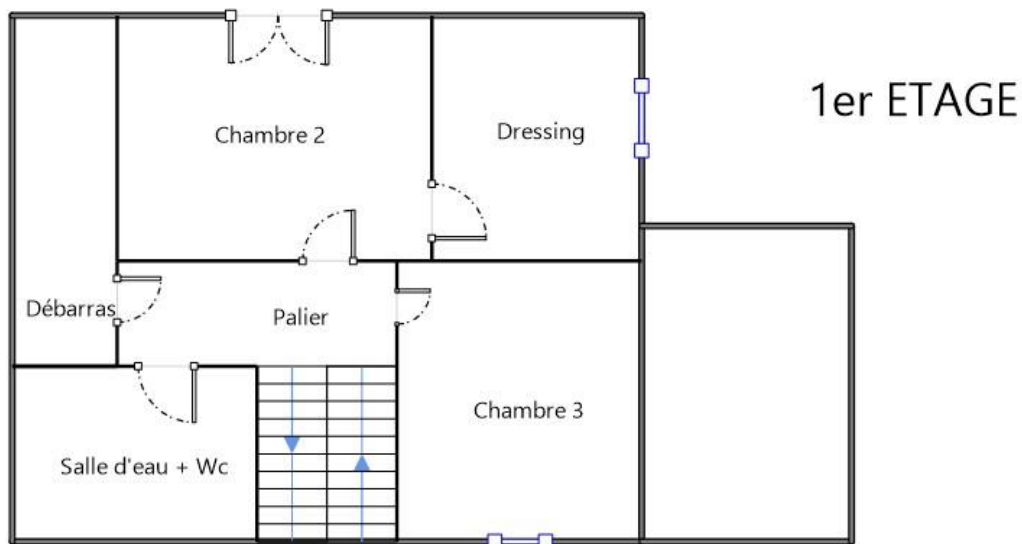 1er ETAGE
Chambre 2
Dressing
Débarras
Palier
Chambre 3
Salle d'eau + Wc